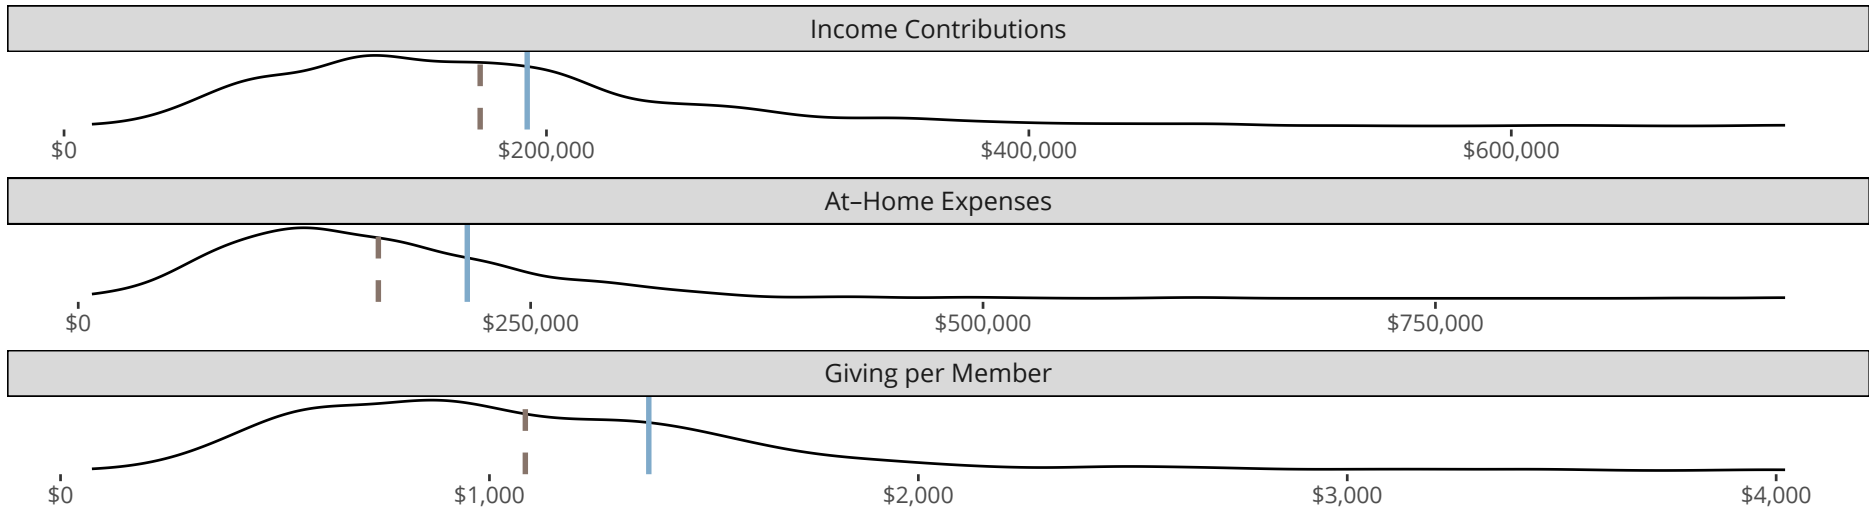 Income Contributions
$0 $200,000 $400,000 $600,000
At–Home Expenses
$0 $250,000 $500,000 $750,000
Giving per Member
$0 $1,000 $2,000 $3,000 $4,000